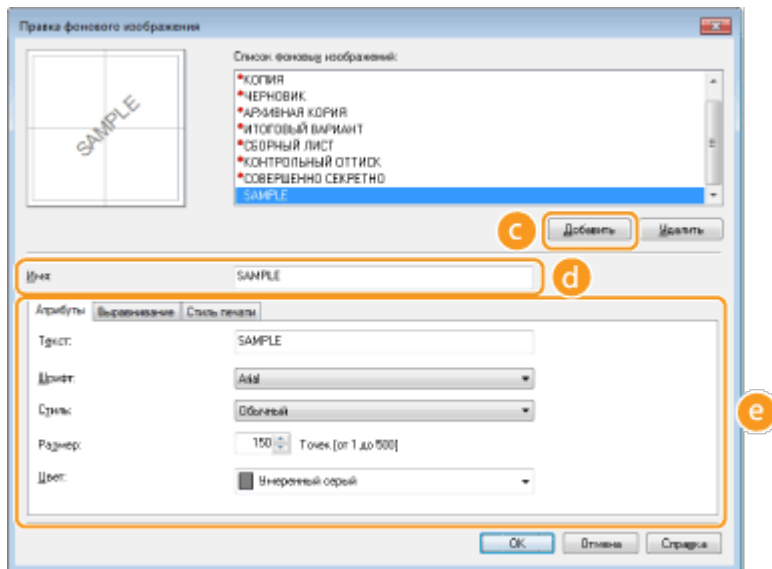 Правка фонового изображения
SAMPLE
Список фоновых изображений:
*КОПИЯ
*ЧЕРНОВИК
*АРХИВНАЯ КОРИЯ
*ИТОГОВЫЙ ВАРИАНТ
*СБОРНЫЙ ЛИСТ
*КОНТРОЛЬНЫЙ ОТТИСК
*СОВЕРШЕННО СЕКРЕТНО
SAMPLE
c Добавить Удалить
Имя: SAMPLE d
Атрибуты Выравнивание Стиль печати
Текст: SAMPLE
Шрифт: Arial
Стиль: Обычный
e
Размер: 150 Точек [от 1 до 500]
Цвет: Умеренный серый
OK Отмена Справка